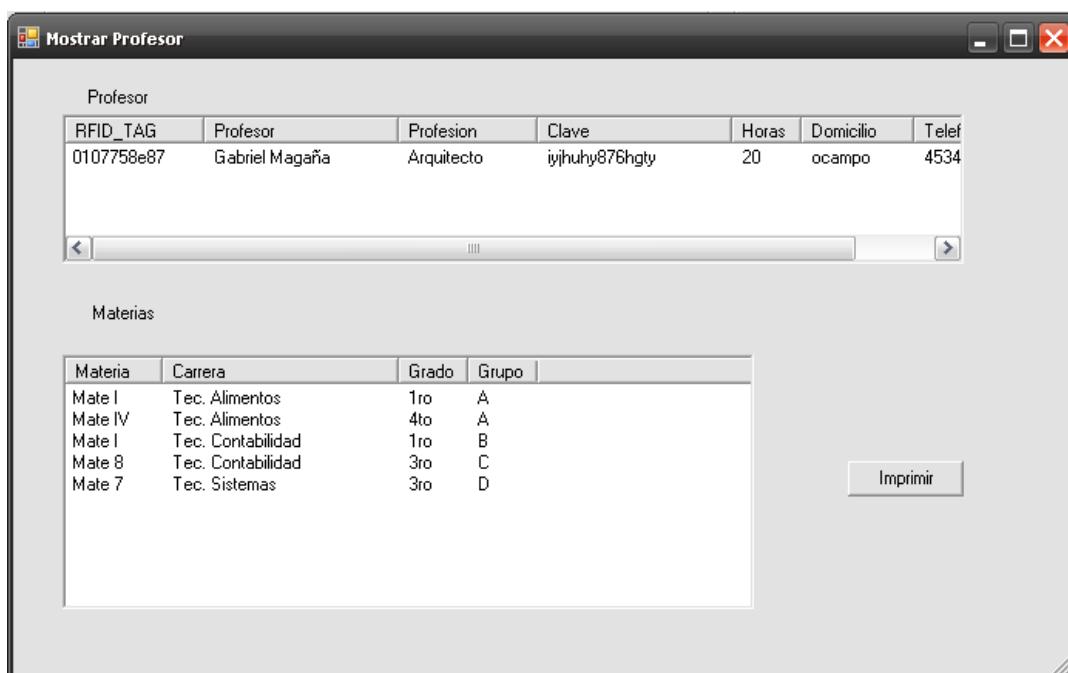 Mostrar Profesor
Profesor
RFID_TAG Profesor Profesion Clave Horas Domicilio Telef
0107758e87 Gabriel Magaña Arquitecto iyjhuhy876hgty 20 ocampo 4534
Materias
Materia Carrera Grado Grupo
Mate I Tec. Alimentos 1ro A
Mate IV Tec. Alimentos 4to A
Mate I Tec. Contabilidad 1ro B
Mate 8 Tec. Contabilidad 3ro C
Mate 7 Tec. Sistemas 3ro D
Imprimir